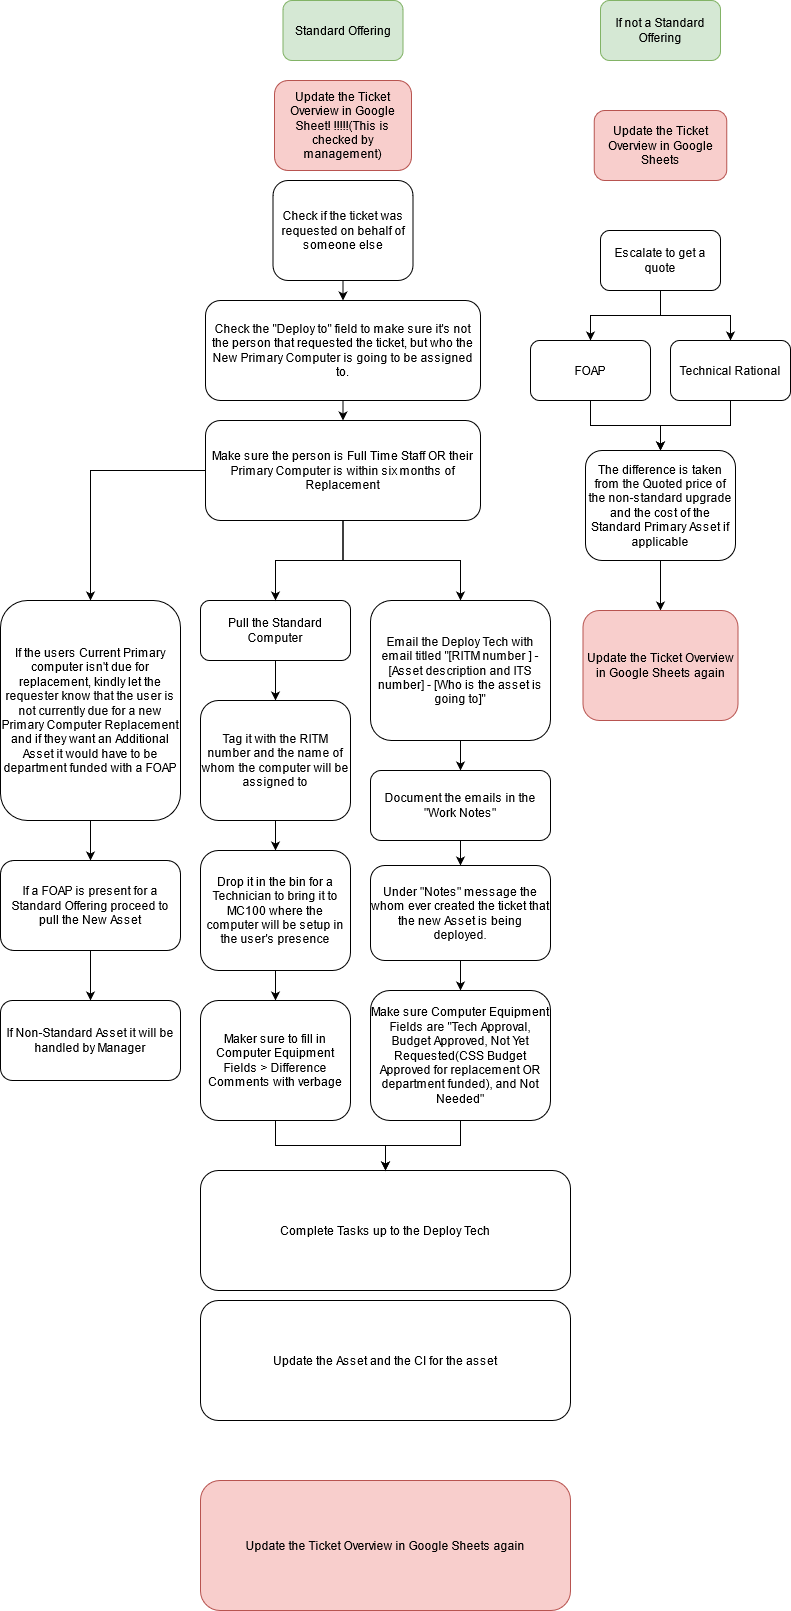 Standard Offering
If not a Standard
Offering
Update the Ticket
Overview in Google
Sheet! !!!!!(This is
checked by
management)
Update the Ticket
Overview in Google
Sheets
Check if the ticket was
requested on behalf of
someone else
Escalate to get a
quote
Check the "Deploy to" field to make sure it's not
the person that requested the ticket, but who the
New Primary Computer is going to be assigned
to.
FOAP
Technical Rational
Make sure the person is Full Time Staff OR their
Primary Computer is within six months of
Replacement
The difference is taken
from the Quoted price of
the non-standard upgrade
and the cost of the
Standard Primary Asset if
applicable
If the users Current Primary
computer isn't due for
replacement, kindly let the
requester know that the user is
not currently due for a new
Primary Computer Replacement
and if they want an Additional
Asset it would have to be
department funded with a FOAP
Pull the Standard
Computer
Email the Deploy Tech with
email titled "[RITM number ] -
[Asset description and ITS
number] - [Who is the asset is
going to]"
Update the Ticket Overview
in Google Sheets again
Tag it with the RITM
number and the name of
whom the computer will be
assigned to
Document the emails in the
"Work Notes"
If a FOAP is present for a
Standard Offering proceed to
pull the New Asset
Drop it in the bin for a
Technician to bring it to
MC100 where the
computer will be setup in
the user's presence
Under "Notes" message the
whom ever created the ticket that
the new Asset is being
deployed.
If Non-Standard Asset it will be
handled by Manager
Maker sure to fill in
Computer Equipment
Fields > Difference
Comments with verbage
Make sure Computer Equipment
Fields are "Tech Approval,
Budget Approved, Not Yet
Requested(CSS Budget
Approved for replacement OR
department funded), and Not
Needed"
Complete Tasks up to the Deploy Tech
Update the Asset and the CI for the asset
Update the Ticket Overview in Google Sheets again